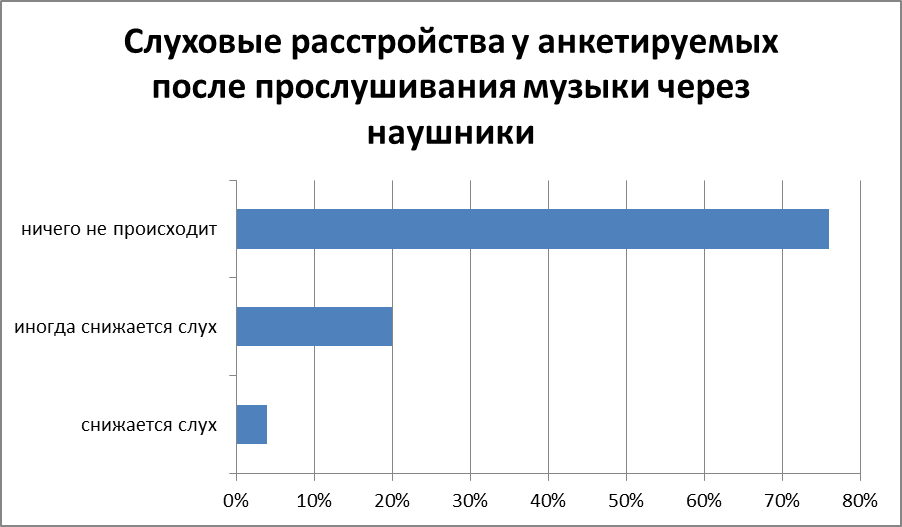 Слуховые расстройства у анкетируемых
после прослушивания музыки через
наушники
ничего не происходит
иногда снижается слух
снижается слух
0% 10% 20% 30% 40% 50% 60% 70% 80%